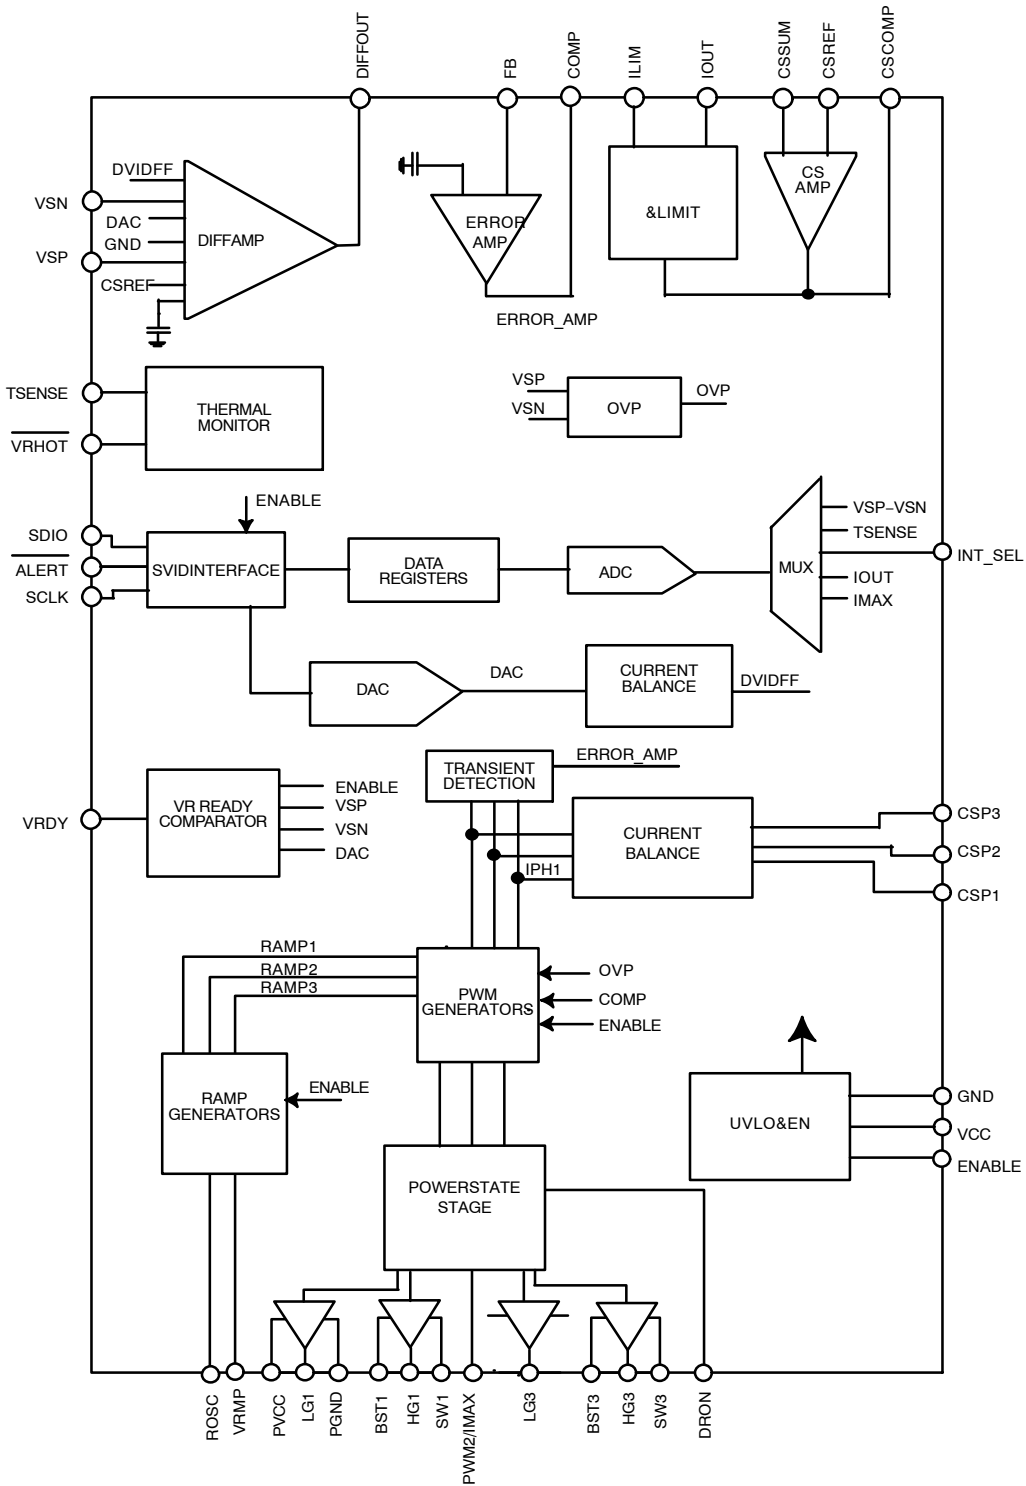 DIFFOUT
FB
COMP
ILIM
IOUT
CSSUM
CSREF
CSCOMP
DVIDFF
VSN
DAC
GND
VSP
CSREF
DIFFAMP
ERROR
AMP
ERROR_AMP
&LIMIT
CS
AMP
TSENSE
VRHOT
THERMAL
MONITOR
VSP
VSN
OVP
OVP
ENABLE
SDIO
ALERT
SCLK
SVIDINTERFACE
DATA
REGISTERS
ADC
MUX
VSP–VSN
TSENSE
IOUT
IMAX
INT_SEL
DAC
DAC
CURRENT
BALANCE
DVIDFF
TRANSIENT
DETECTION
ERROR_AMP
VRDY
VR READY
COMPARATOR
ENABLE
VSP
VSN
DAC
IPH1
CURRENT
BALANCE
CSP3
CSP2
CSP1
RAMP1
RAMP2
RAMP3
PWM
GENERATORS
OVP
COMP
ENABLE
RAMP
GENERATORS
ENABLE
UVLO&EN
GND
VCC
ENABLE
POWERSTATE
STAGE
ROSC
VRMP
PVCC
LG1
PGND
BST1
HG1
SW1
PWM2/IMAX
LG3
BST3
HG3
SW3
DRON